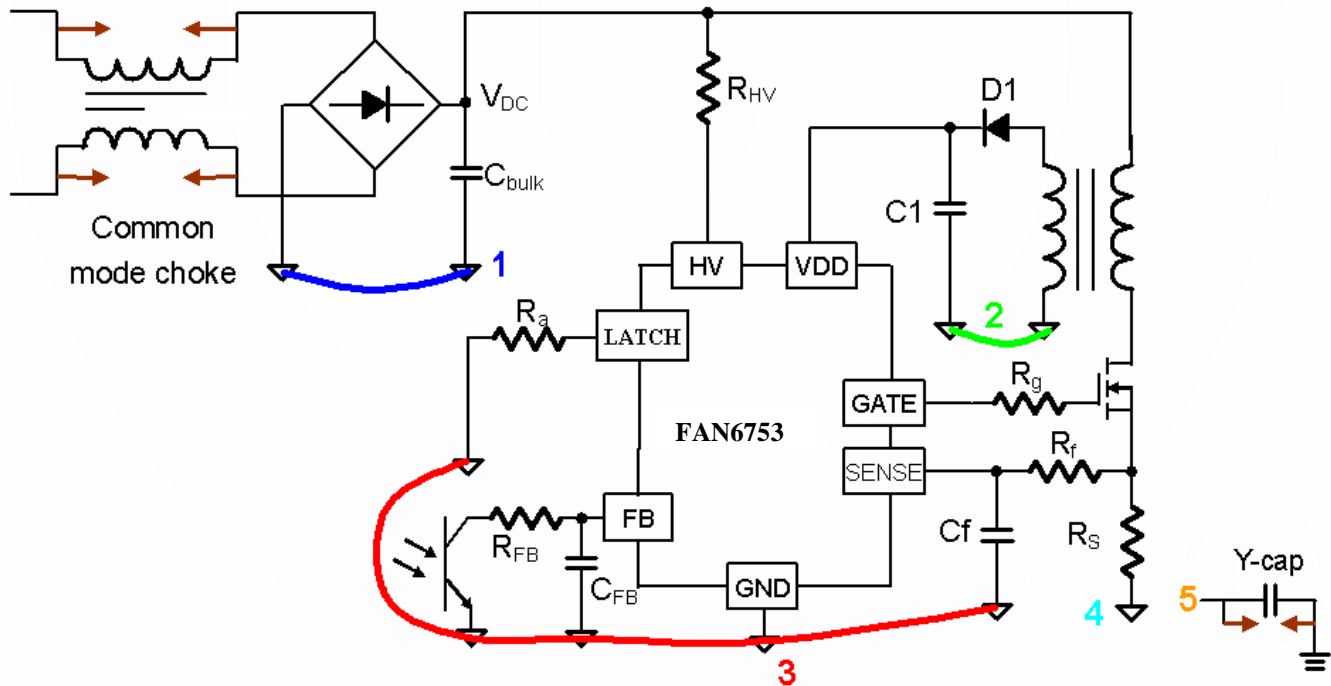 VDC
RHV
D1
Cbulk
C1
Common
mode choke
1
HV
VDD
2
Ra
LATCH
Rg
GATE
FAN6753
Rf
SENSE
FB
RFB
Cf
RS
CFB
GND
Y-cap
4
5
3